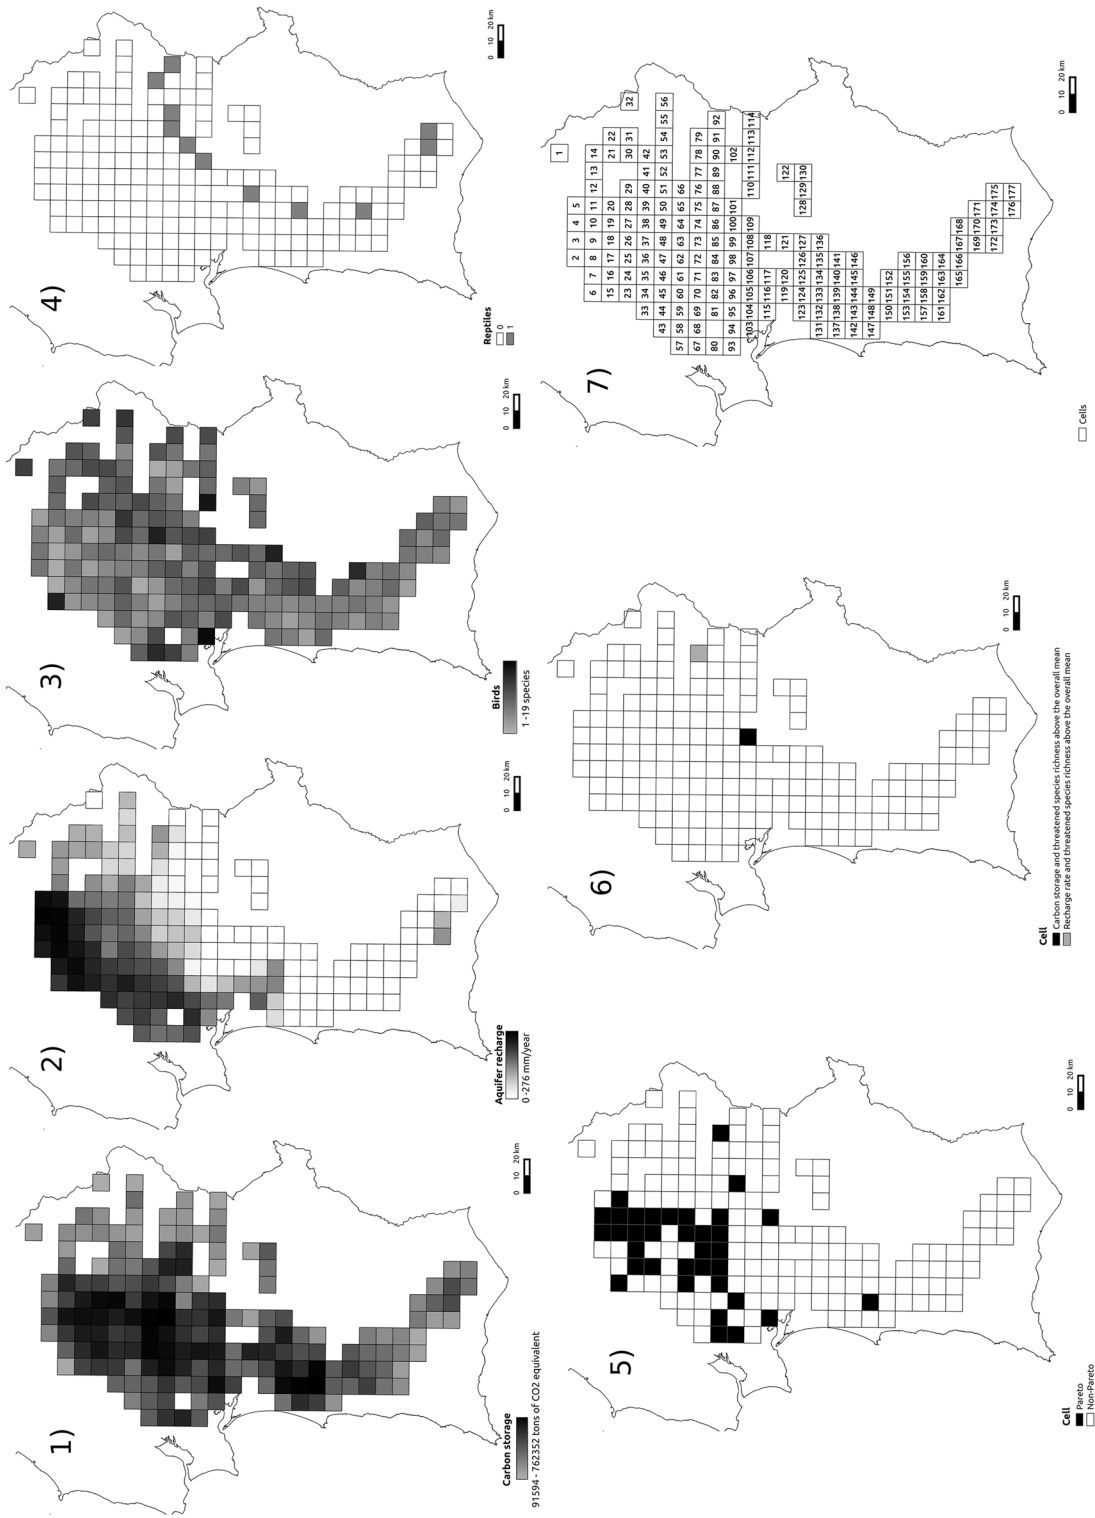 1)
Carbon storage
91594 - 762352 tons of CO2 equivalent
0 10 20 km
2)
Aquifer recharge
0 -276 mm/year
0 10 20 km
3)
Birds
1 -19 species
0 10 20 km
4)
Reptiles
0
1
0 10 20 km
5)
Cell
Pareto
Non-Pareto
0 10 20 km
6)
Cell
Carbon storage and threatened species richness above the overall mean
Recharge rate and threatened species richness above the overall mean
0 10 20 km
7)
1
2 3 4 5
6 7 8 9 10 11 12 13 14
15 16 17 18 19 20 21 22
23 24 25 26 27 28 29 30 31 32
33 34 35 36 37 38 39 40 41 42
43 44 45 46 47 48 49 50 51 52 53 54 55 56
57 58 59 60 61 62 63 64 65 66
67 68 69 70 71 72 73 74 75 76 77 78 79
80 81 82 83 84 85 86 87 88 89 90 91 92
93 94 95 96 97 98 99 100 101 102
103 104 105 106 107 108 109 110 111 112 113 114
115 116 117 118
119 120 121 122
123 124 125 126 127 128 129 130
131 132 133 134 135 136
137 138 139 140 141
142 143 144 145 146
147 148 149
150 151 152
153 154 155 156
157 158 159 160
161 162 163 164
165 166 167 168
169 170 171
172 173 174 175
176 177
Cells
0 10 20 km